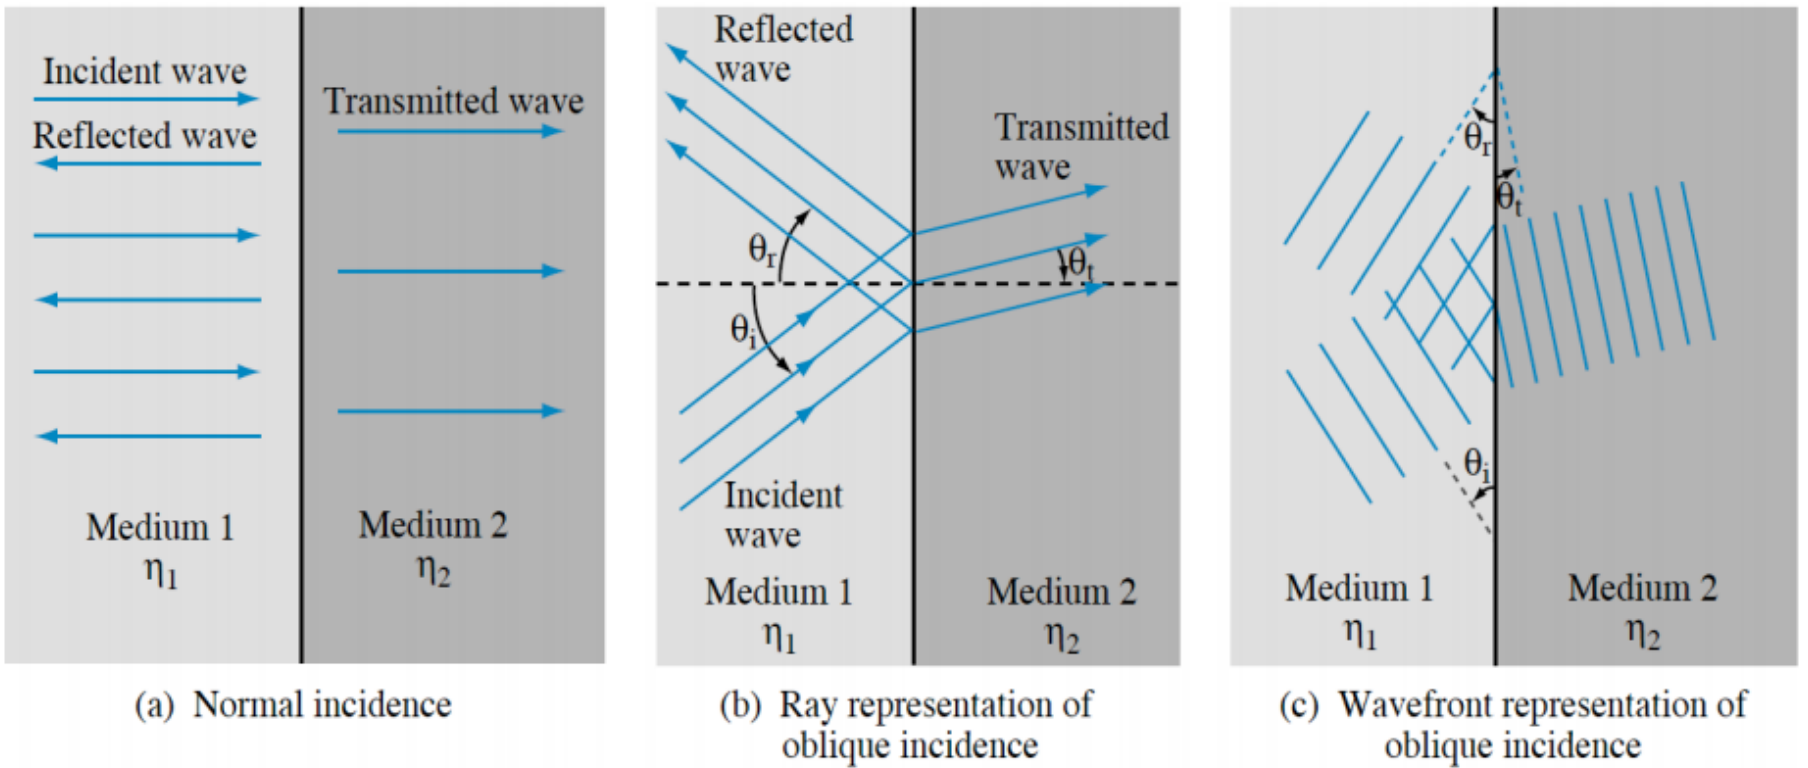 Incident wave
Reflected wave
Transmitted wave
Medium 1
η1
Medium 2
η2
(a) Normal incidence
Reflected
wave
Transmitted
wave
θr
θt
θi
Incident
wave
Medium 1
η1
Medium 2
η2
(b) Ray representation of
oblique incidence
θr
θt
θi
Medium 1
η1
Medium 2
η2
(c) Wavefront representation of
oblique incidence